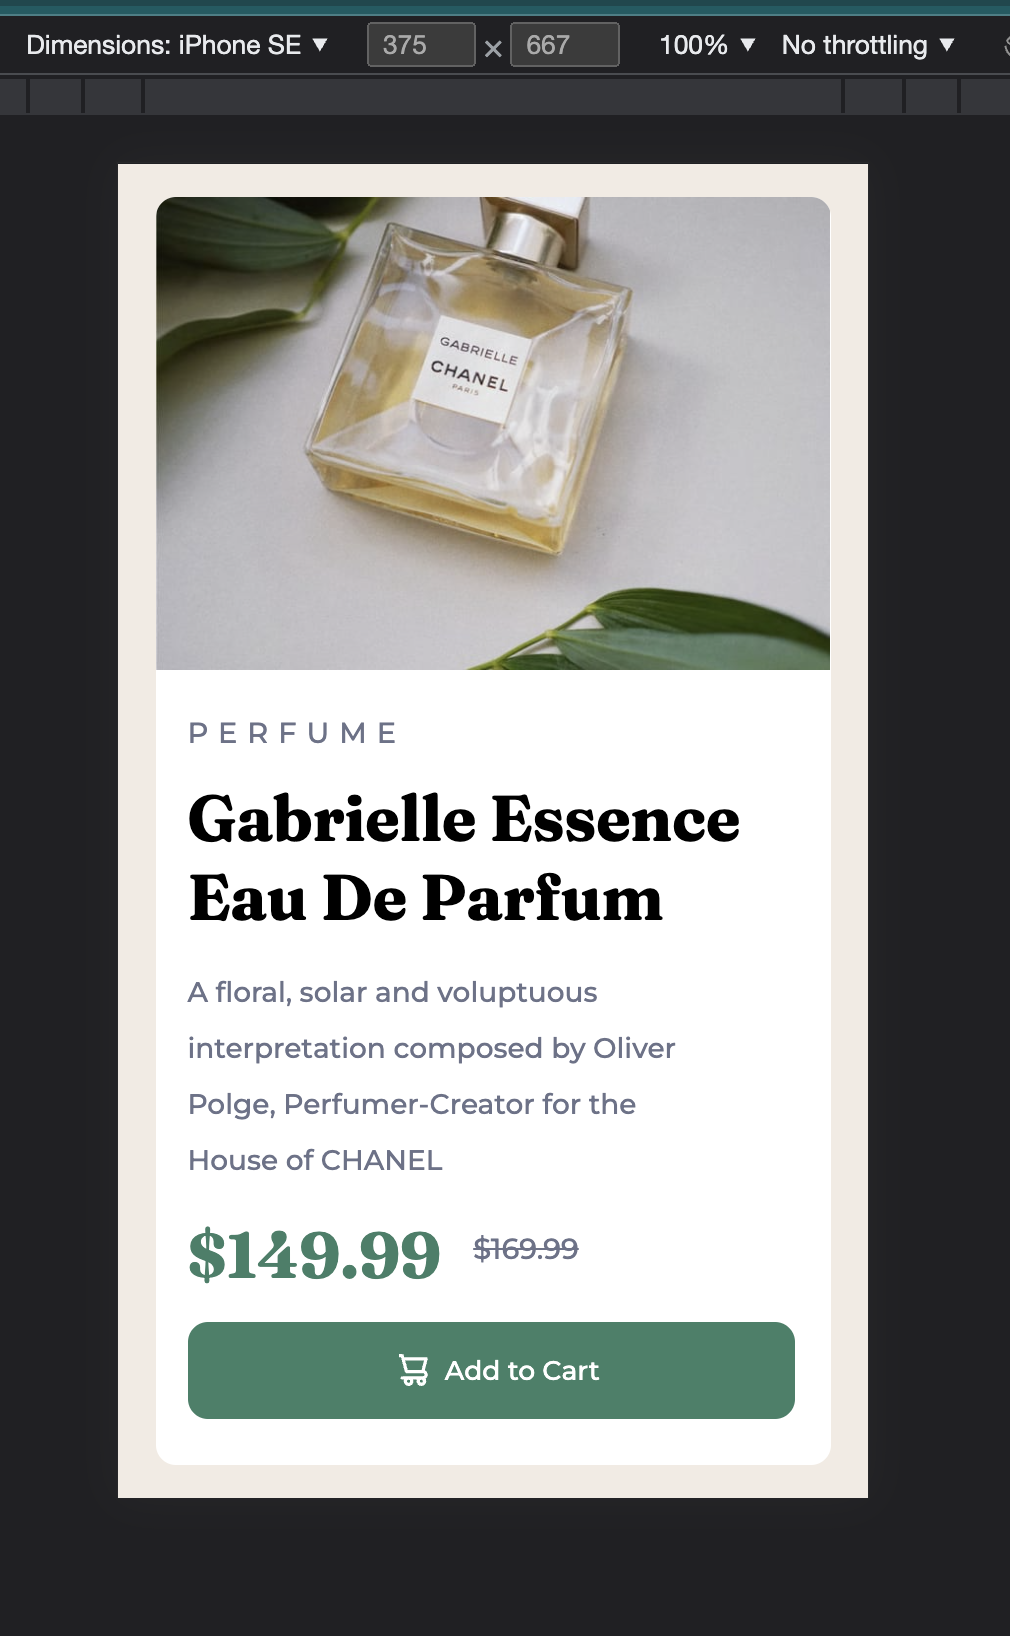 Dimensions: iPhone SE ▼ 375 × 667 100% ▼ No throttling ▼
GABRIELLE
CHANEL
PARIS
PERFUME
Gabrielle Essence
Eau De Parfum
A floral, solar and voluptuous
interpretation composed by Oliver
Polge, Perfumer-Creator for the
House of CHANEL
$149.99 $169.99
Add to Cart